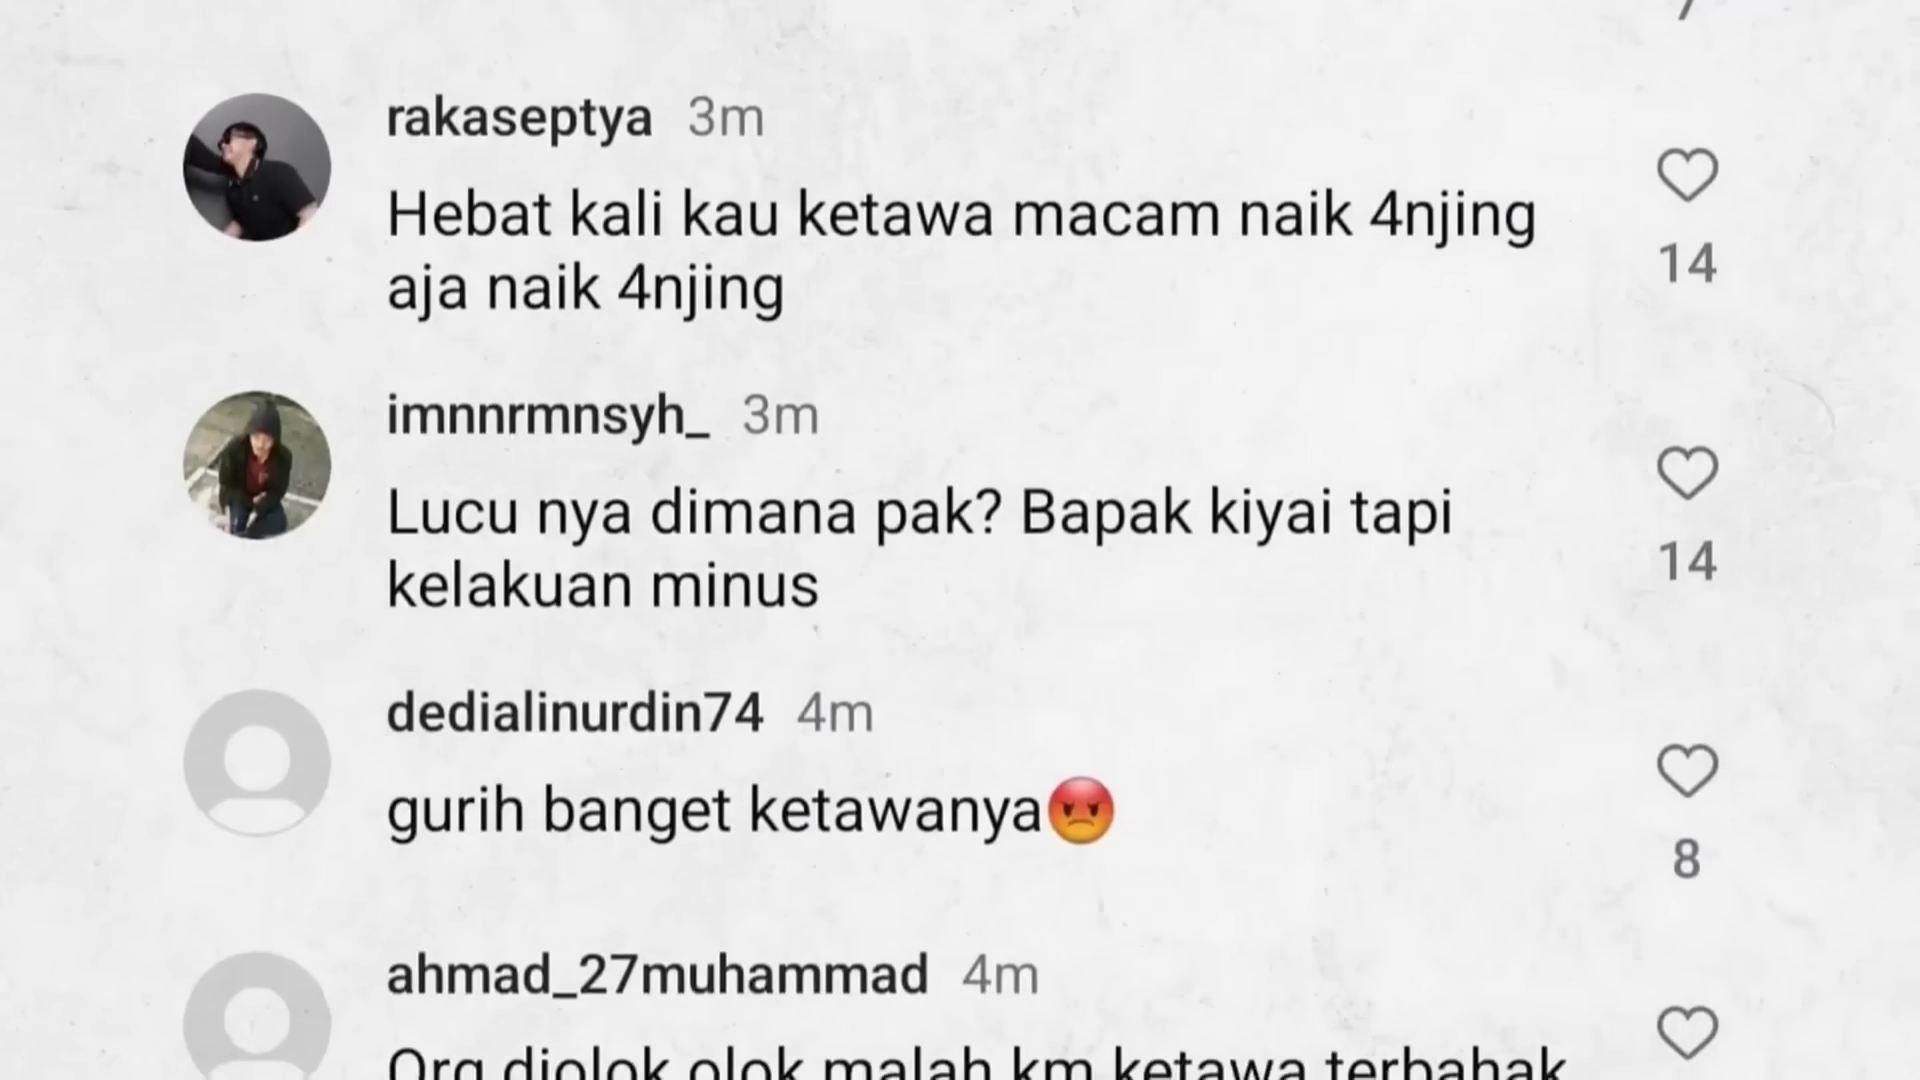 rakaseptya 3m
Hebat kali kau ketawa macam naik 4njing
aja naik 4njing
14
imnnrmnsyh_ 3m
Lucu nya dimana pak? Bapak kiyai tapi
kelakuan minus
14
dedialinurdin74 4m
gurih banget ketawanya😡
8
ahmad_27muhammad 4m
Org diolok olok malah km ketawa terbahak